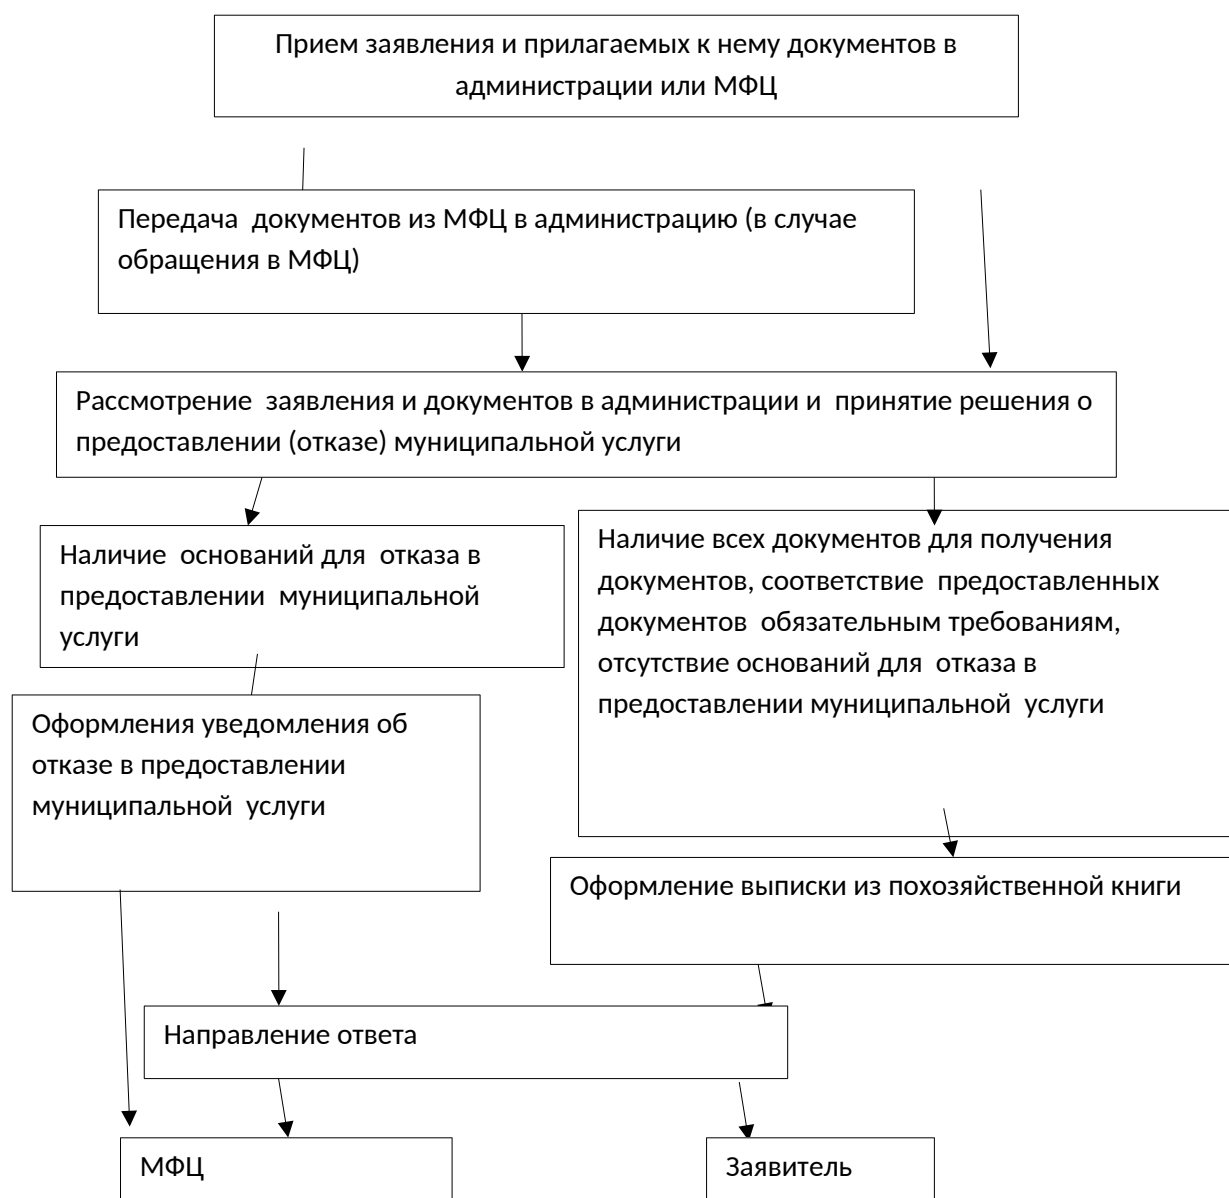 Прием заявления и прилагаемых к нему документов в
администрации или МФЦ
Передача  документов из МФЦ в администрацию (в случае
обращения в МФЦ)
Рассмотрение  заявления и документов в администрации и  принятие решения о
предоставлении (отказе) муниципальной услуги
Наличие  оснований для  отказа в
предоставлении  муниципальной
услуги
Наличие всех документов для получения
документов, соответствие  предоставленных
документов  обязательным требованиям,
отсутствие оснований для  отказа в
предоставлении муниципальной  услуги
Оформления уведомления об
отказе в предоставлении
муниципальной  услуги
Оформление выписки из похозяйственной книги
Направление ответа
МФЦ
Заявитель